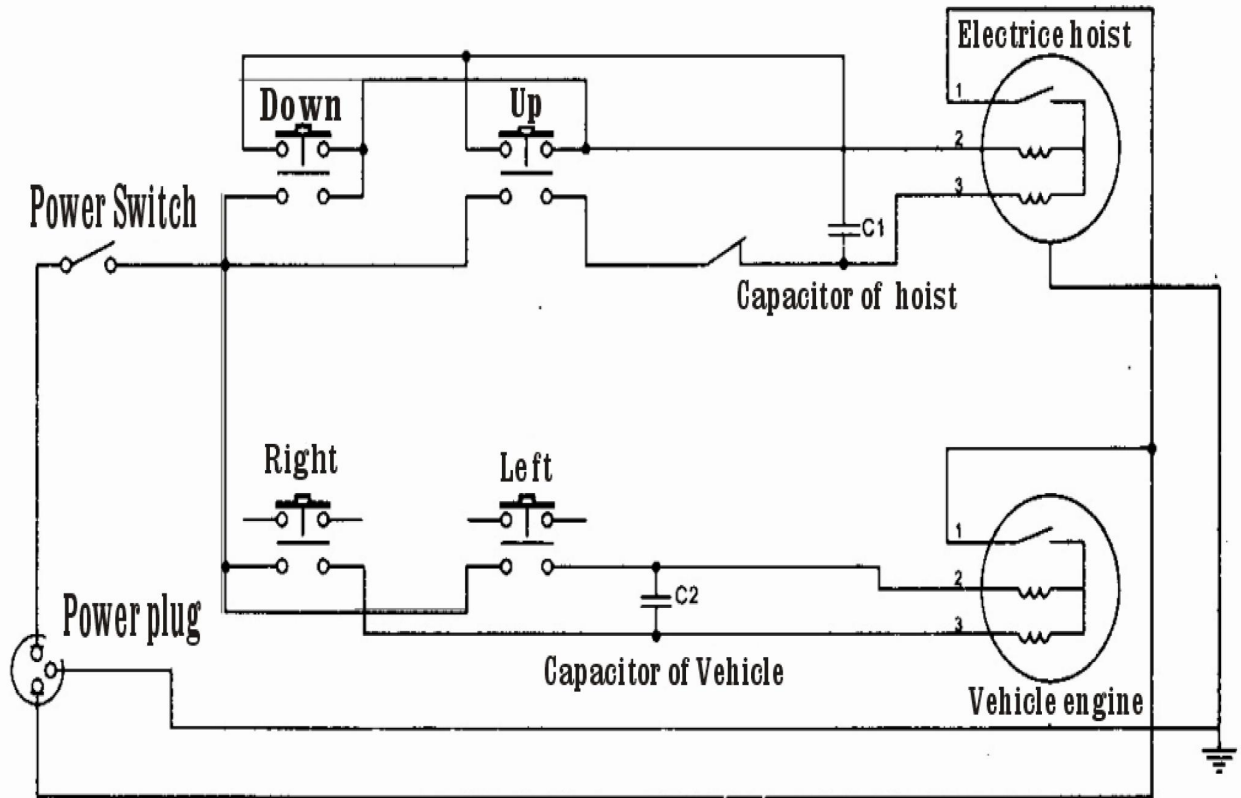 Electrice hoist
Down
Up
1
2
Power Switch
3
C1
Capacitor of hoist
Right
Left
1
2
C2
Power plug
3
Capacitor of Vehicle
Vehicle engine